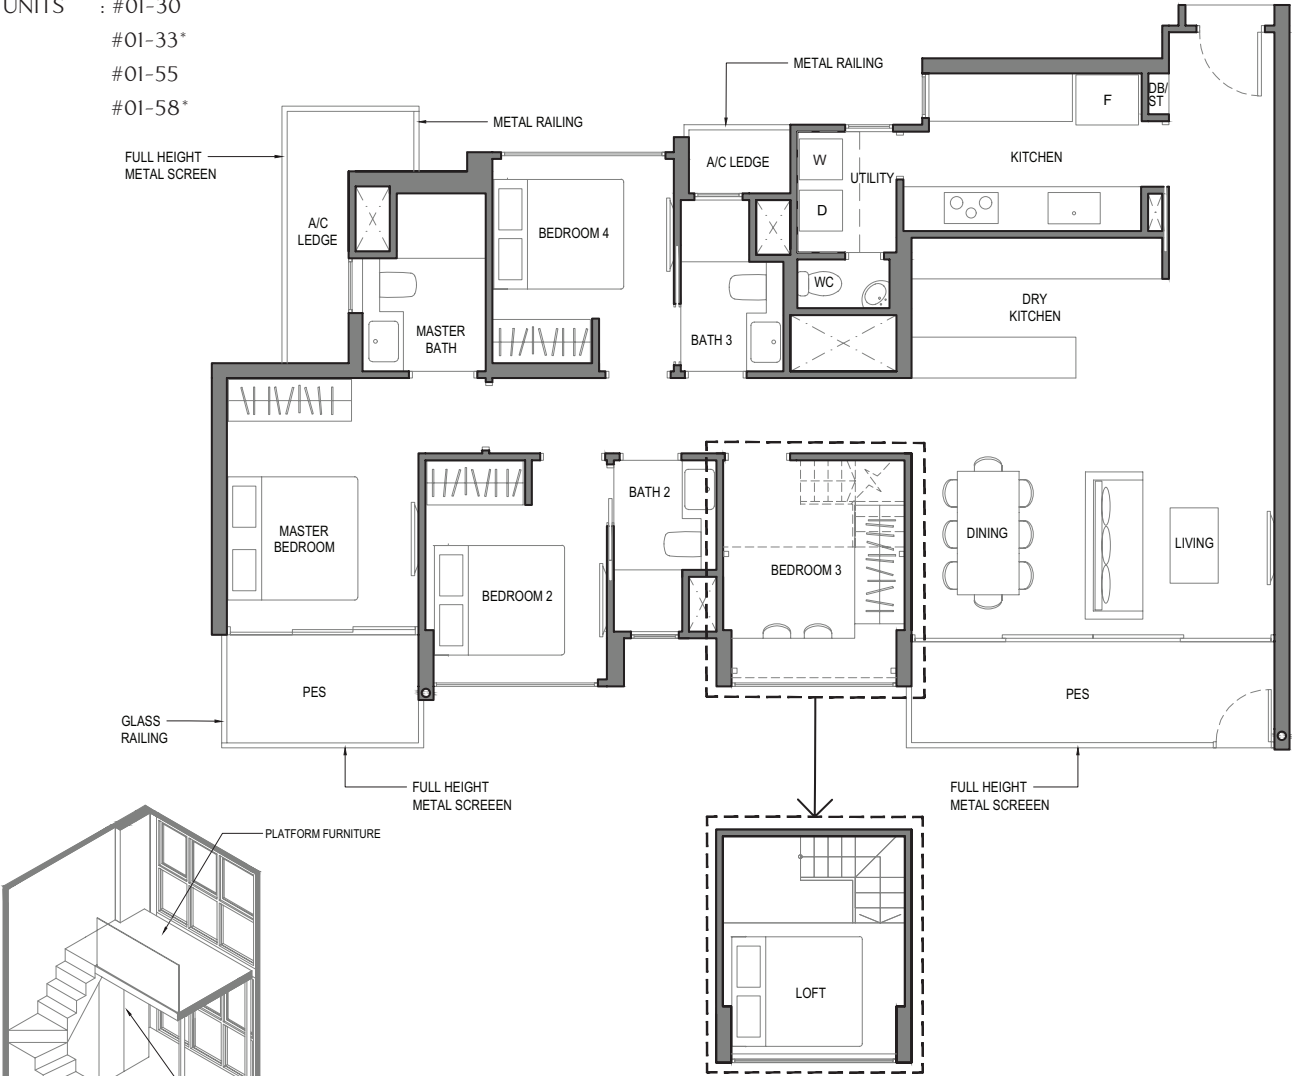 UNITS : #01-30
#01-33*
#01-55
#01-58*
METAL RAILING
METAL RAILING
FULL HEIGHT
METAL SCREEN
A/C
LEDGE
A/C LEDGE
BEDROOM 4
MASTER
BATH
BATH 3
W
D
UTILITY
WC
KITCHEN
F
DB/
ST
DRY
KITCHEN
MASTER
BEDROOM
BEDROOM 2
BATH 2
BEDROOM 3
DINING
LIVING
PES
PES
GLASS
RAILING
FULL HEIGHT
METAL SCREEEN
FULL HEIGHT
METAL SCREEEN
PLATFORM FURNITURE
LOFT